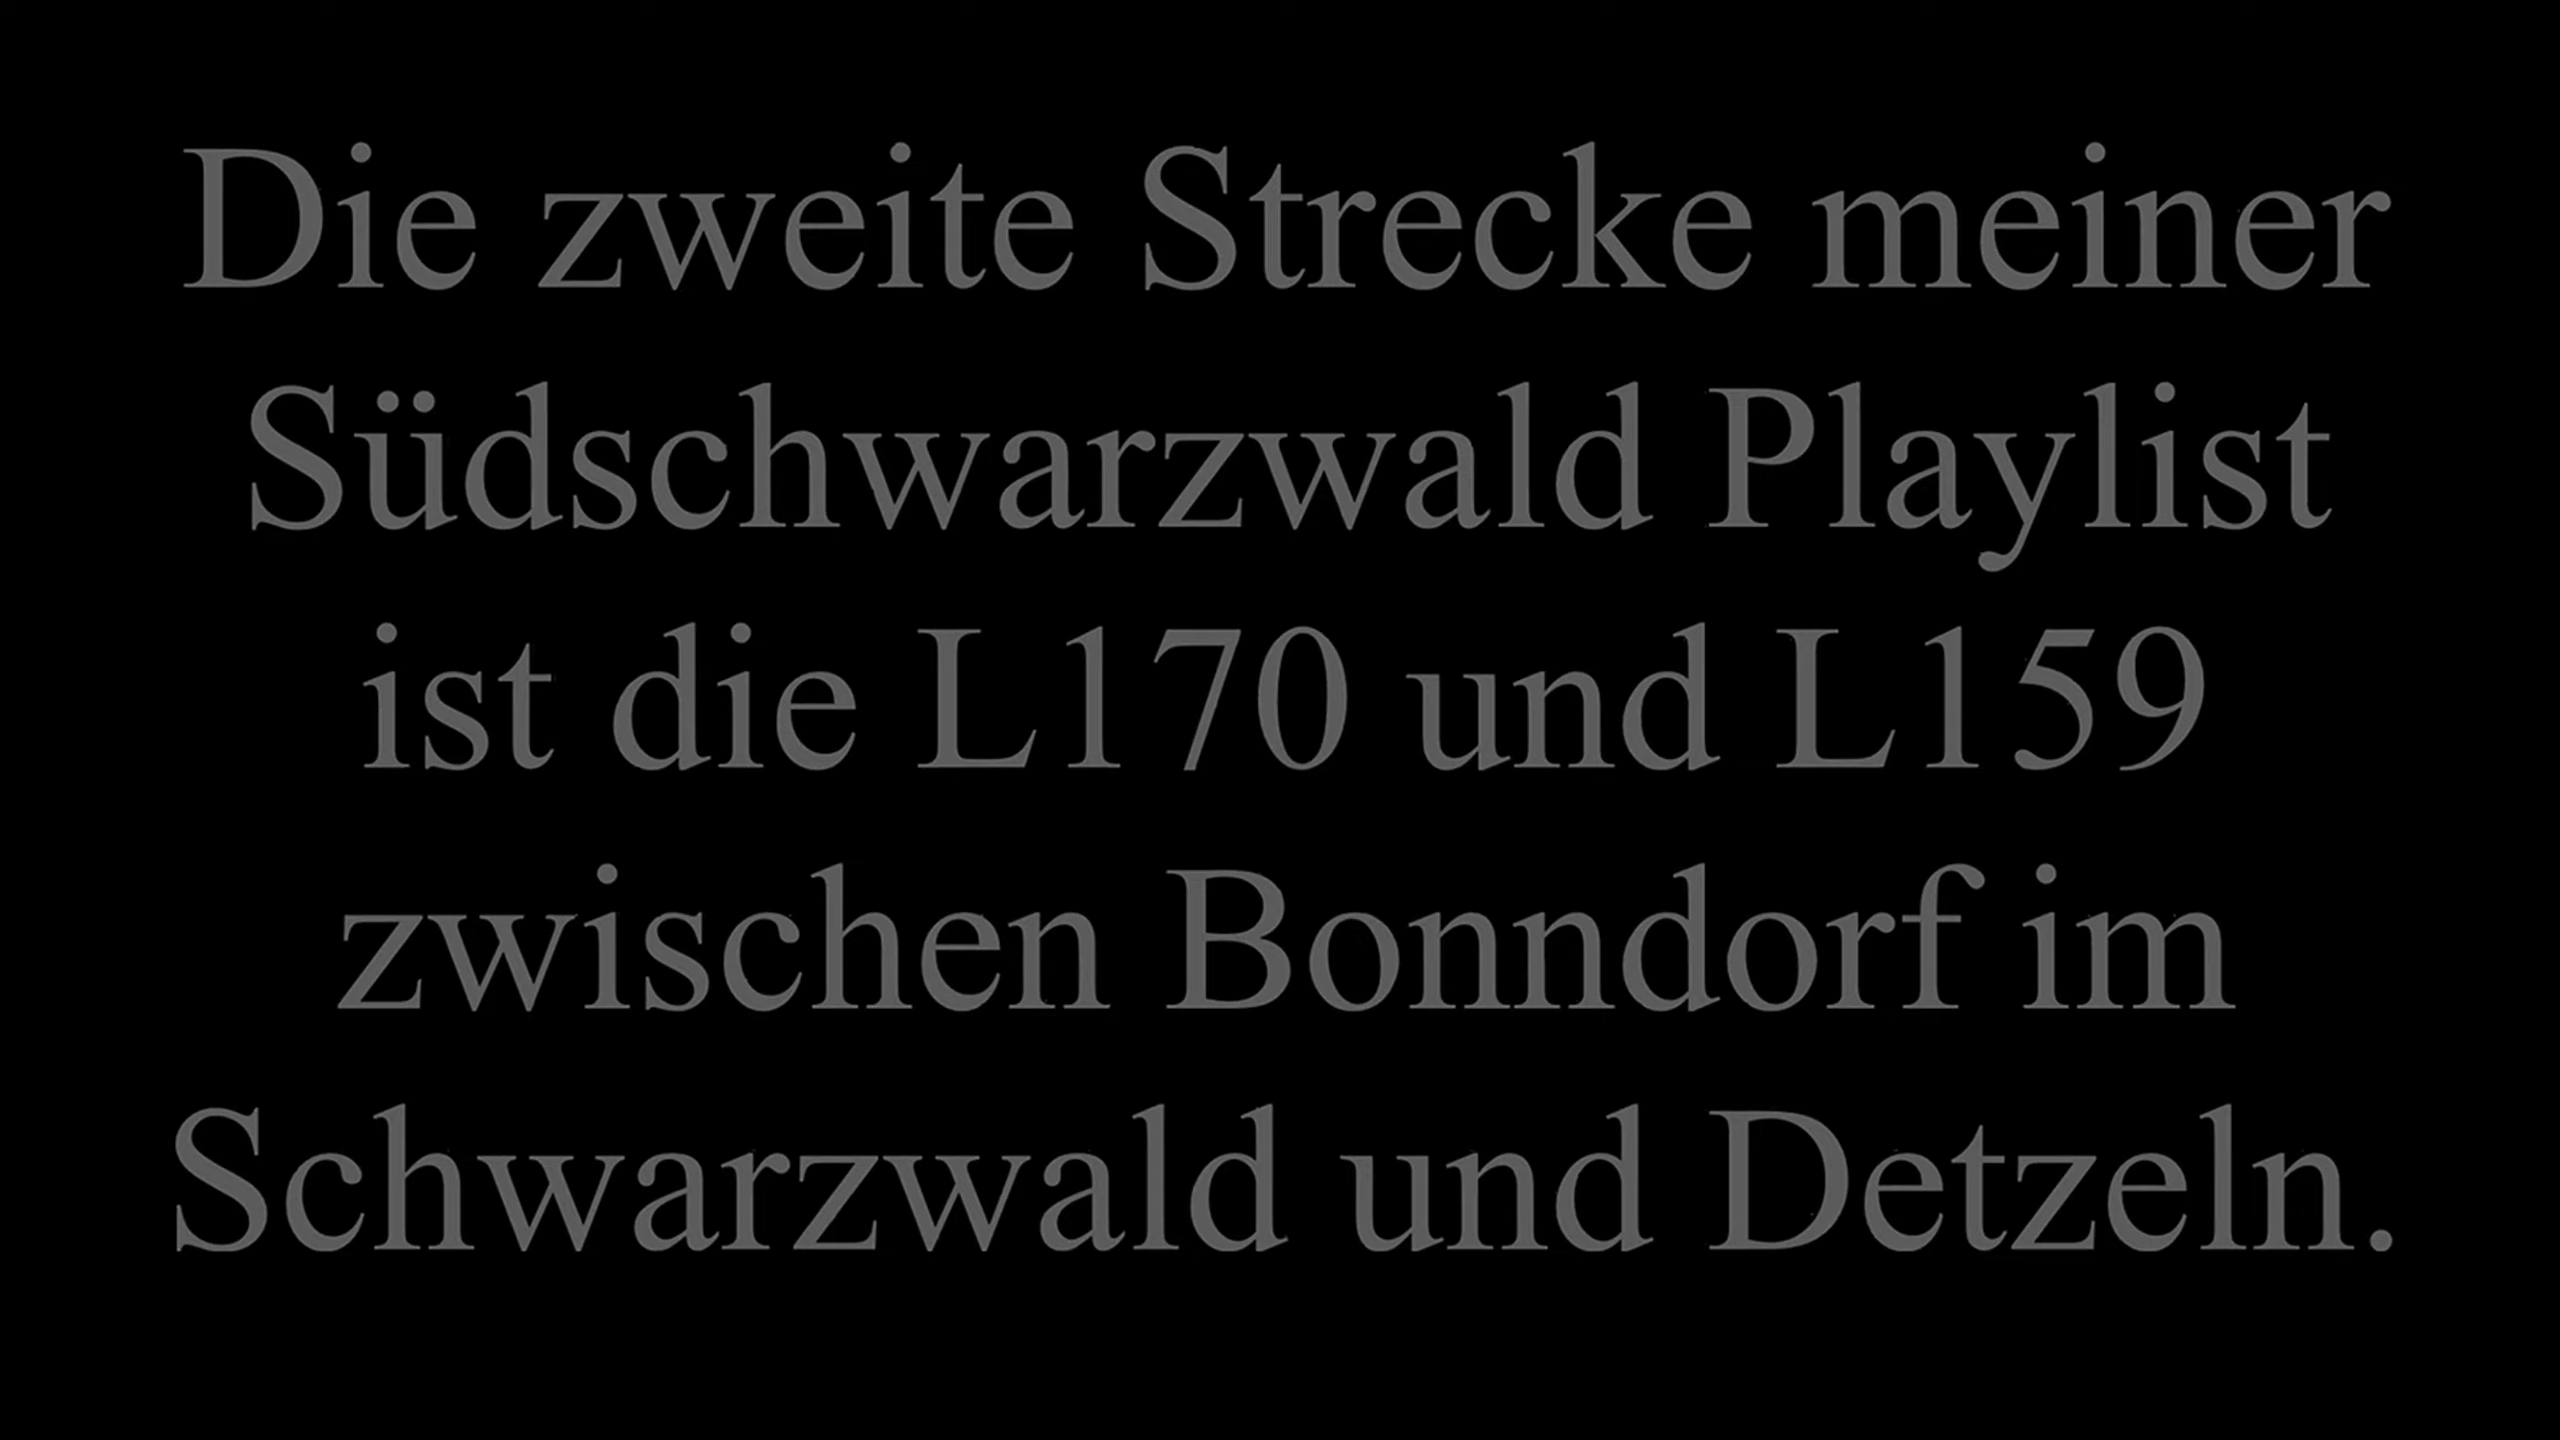 Die zweite Strecke meiner
Südschwarzwald Playlist
ist die L170 und L159
zwischen Bonndorf im
Schwarzwald und Detzeln.